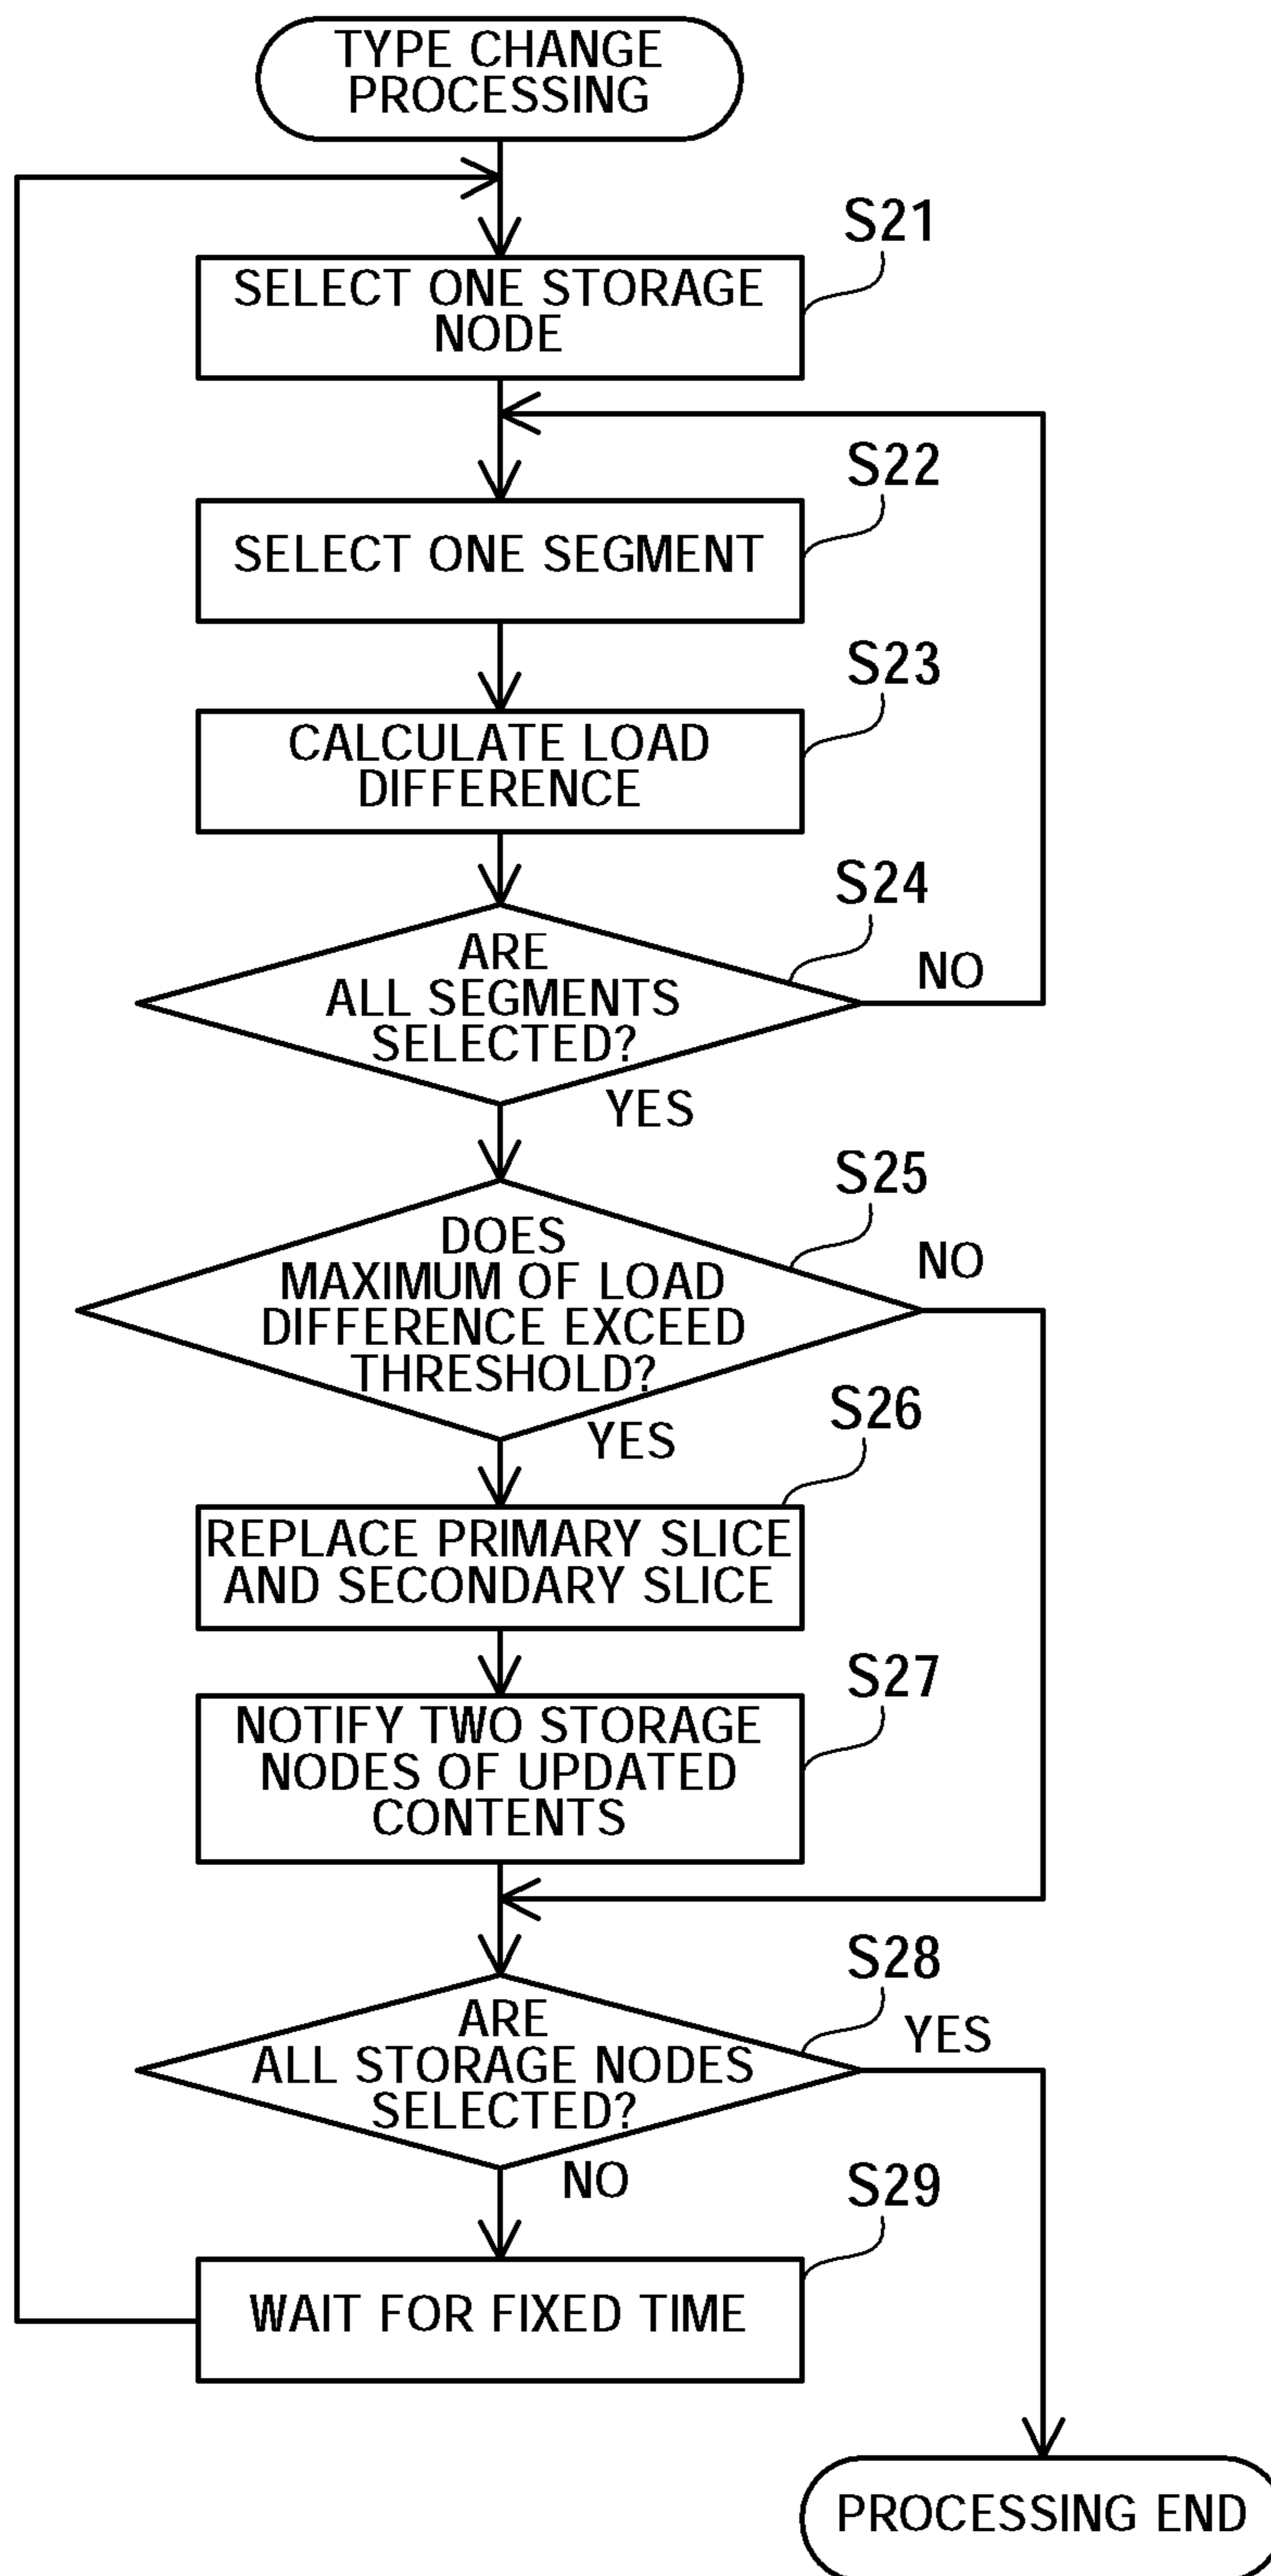 TYPE CHANGE
PROCESSING
S21
SELECT ONE STORAGE
NODE
S22
SELECT ONE SEGMENT
S23
CALCULATE LOAD
DIFFERENCE
S24
ARE
ALL SEGMENTS
SELECTED?
NO
YES
S25
DOES
MAXIMUM OF LOAD
DIFFERENCE EXCEED
THRESHOLD?
NO
YES
S26
REPLACE PRIMARY SLICE
AND SECONDARY SLICE
S27
NOTIFY TWO STORAGE
NODES OF UPDATED
CONTENTS
S28
ARE
ALL STORAGE NODES
SELECTED?
YES
NO
S29
WAIT FOR FIXED TIME
PROCESSING END